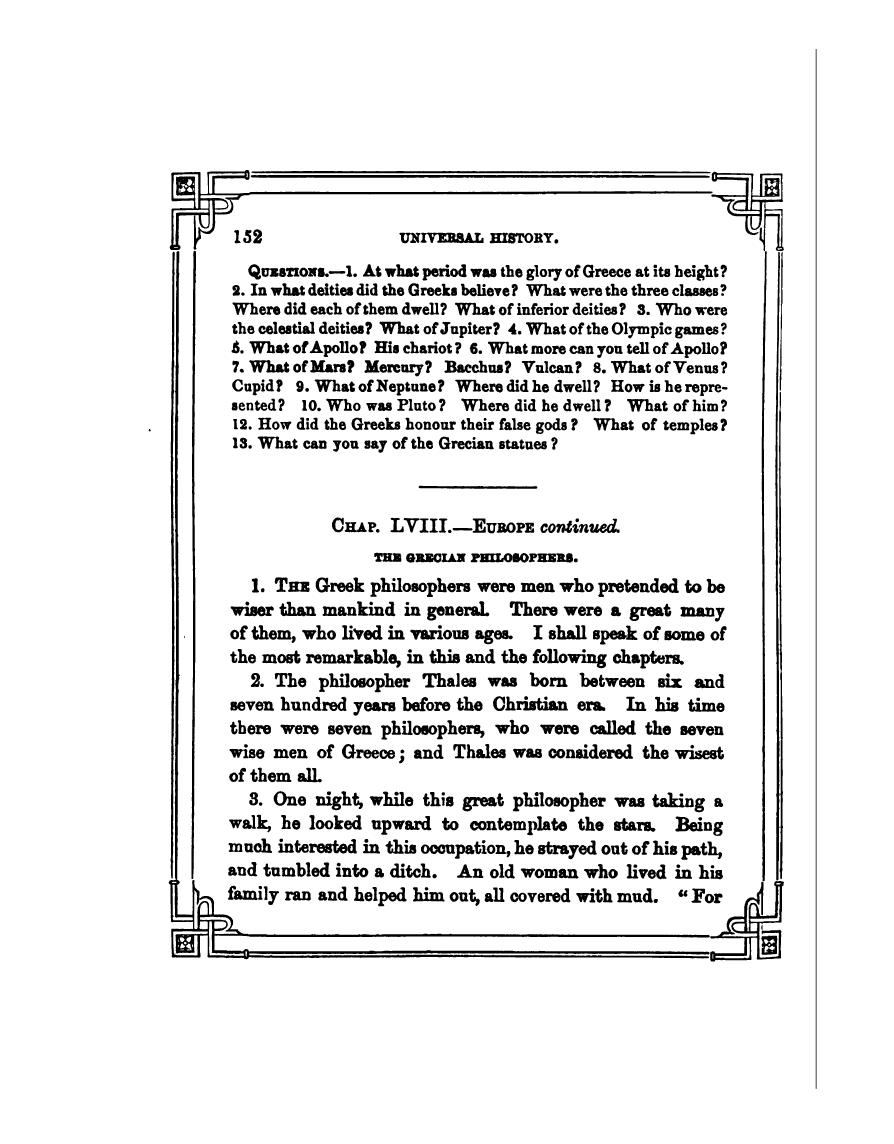 152 UNIVERSAL HISTORY.
QUESTIONS.—1. At what period was the glory of Greece at its height?
2. In what deities did the Greeks believe? What were the three classes?
Where did each of them dwell? What of inferior deities? 3. Who were
the celestial deities? What of Jupiter? 4. What of the Olympic games?
5. What of Apollo? His chariot? 6. What more can you tell of Apollo?
7. What of Mars? Mercury? Bacchus? Vulcan? 8. What of Venus?
Cupid? 9. What of Neptune? Where did he dwell? How is he repre-
sented? 10. Who was Pluto? Where did he dwell? What of him?
12. How did the Greeks honour their false gods? What of temples?
13. What can you say of the Grecian statues?
CHAP. LVIII.—EUROPE continued.
THE GRECIAN PHILOSOPHERS.
1. THE Greek philosophers were men who pretended to be
wiser than mankind in general. There were a great many
of them, who lived in various ages. I shall speak of some of
the most remarkable, in this and the following chapters.
2. The philosopher Thales was born between six and
seven hundred years before the Christian era. In his time
there were seven philosophers, who were called the seven
wise men of Greece; and Thales was considered the wisest
of them all.
3. One night, while this great philosopher was taking a
walk, he looked upward to contemplate the stars. Being
much interested in this occupation, he strayed out of his path,
and tumbled into a ditch. An old woman who lived in his
family ran and helped him out, all covered with mud. “For